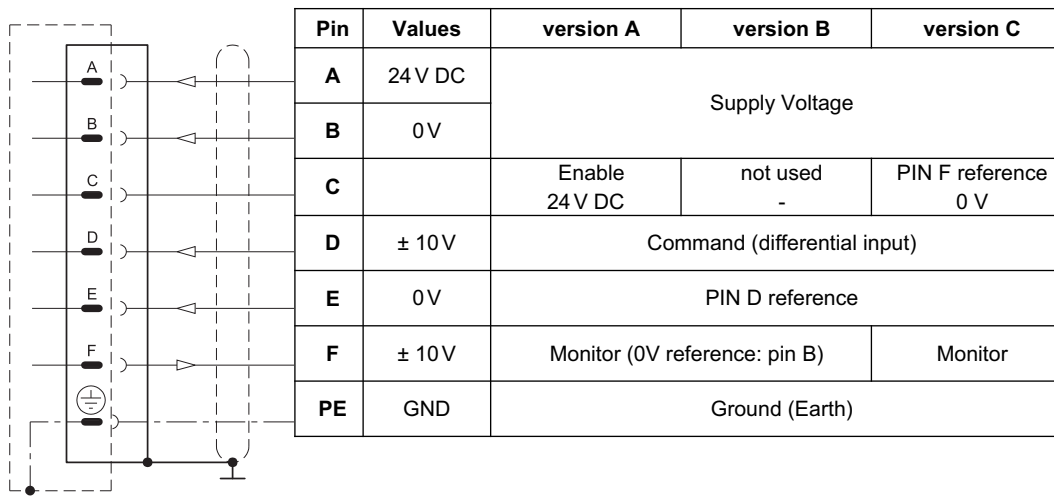 Pin Values version A version B version C
A 24 V DC
Supply Voltage
B 0 V
C Enable not used PIN F reference
24 V DC - 0 V
D ± 10 V Command (differential input)
E 0 V PIN D reference
F ± 10 V Monitor (0V reference: pin B) Monitor
PE GND Ground (Earth)
A
B
C
D
E
F